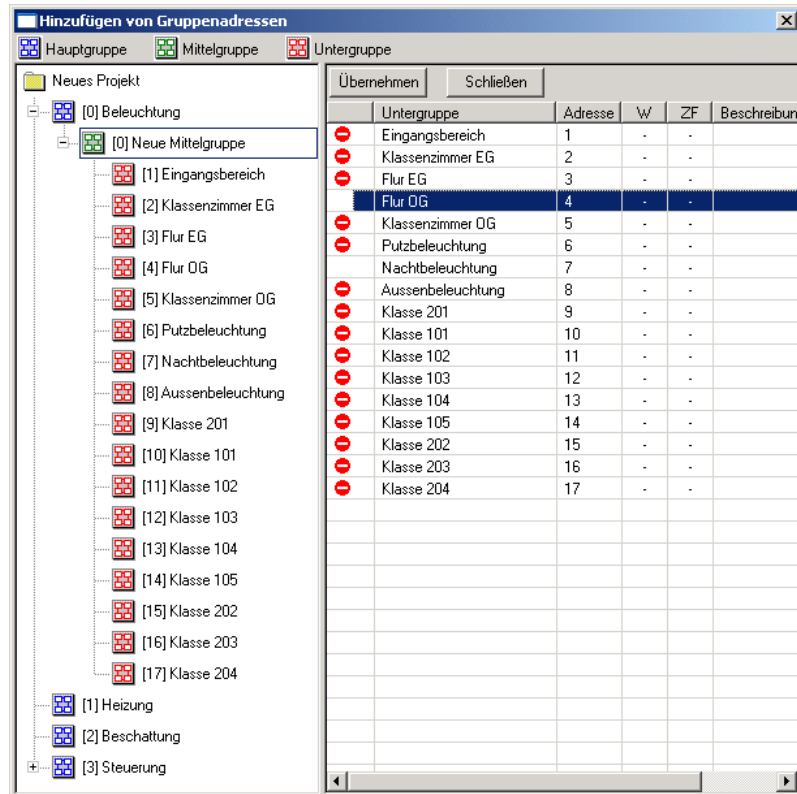 Hinzufügen von Gruppenadressen
Hauptgruppe Mittelgruppe Untergruppe
Neues Projekt
[0] Beleuchtung
[0] Neue Mittelgruppe
[1] Eingangsbereich
[2] Klassenzimmer EG
[3] Flur EG
[4] Flur OG
[5] Klassenzimmer OG
[6] Putzbeleuchtung
[7] Nachtbeleuchtung
[8] Aussenbeleuchtung
[9] Klasse 201
[10] Klasse 101
[11] Klasse 102
[12] Klasse 103
[13] Klasse 104
[14] Klasse 105
[15] Klasse 202
[16] Klasse 203
[17] Klasse 204
[1] Heizung
[2] Beschattung
[3] Steuerung
Übernehmen Schließen
Untergruppe Adresse W ZF Beschreibun
Eingangsbereich 1 - -
Klassenzimmer EG 2 - -
Flur EG 3 - -
Flur OG 4 - -
Klassenzimmer OG 5 - -
Putzbeleuchtung 6 - -
Nachtbeleuchtung 7 - -
Aussenbeleuchtung 8 - -
Klasse 201 9 - -
Klasse 101 10 - -
Klasse 102 11 - -
Klasse 103 12 - -
Klasse 104 13 - -
Klasse 105 14 - -
Klasse 202 15 - -
Klasse 203 16 - -
Klasse 204 17 - -